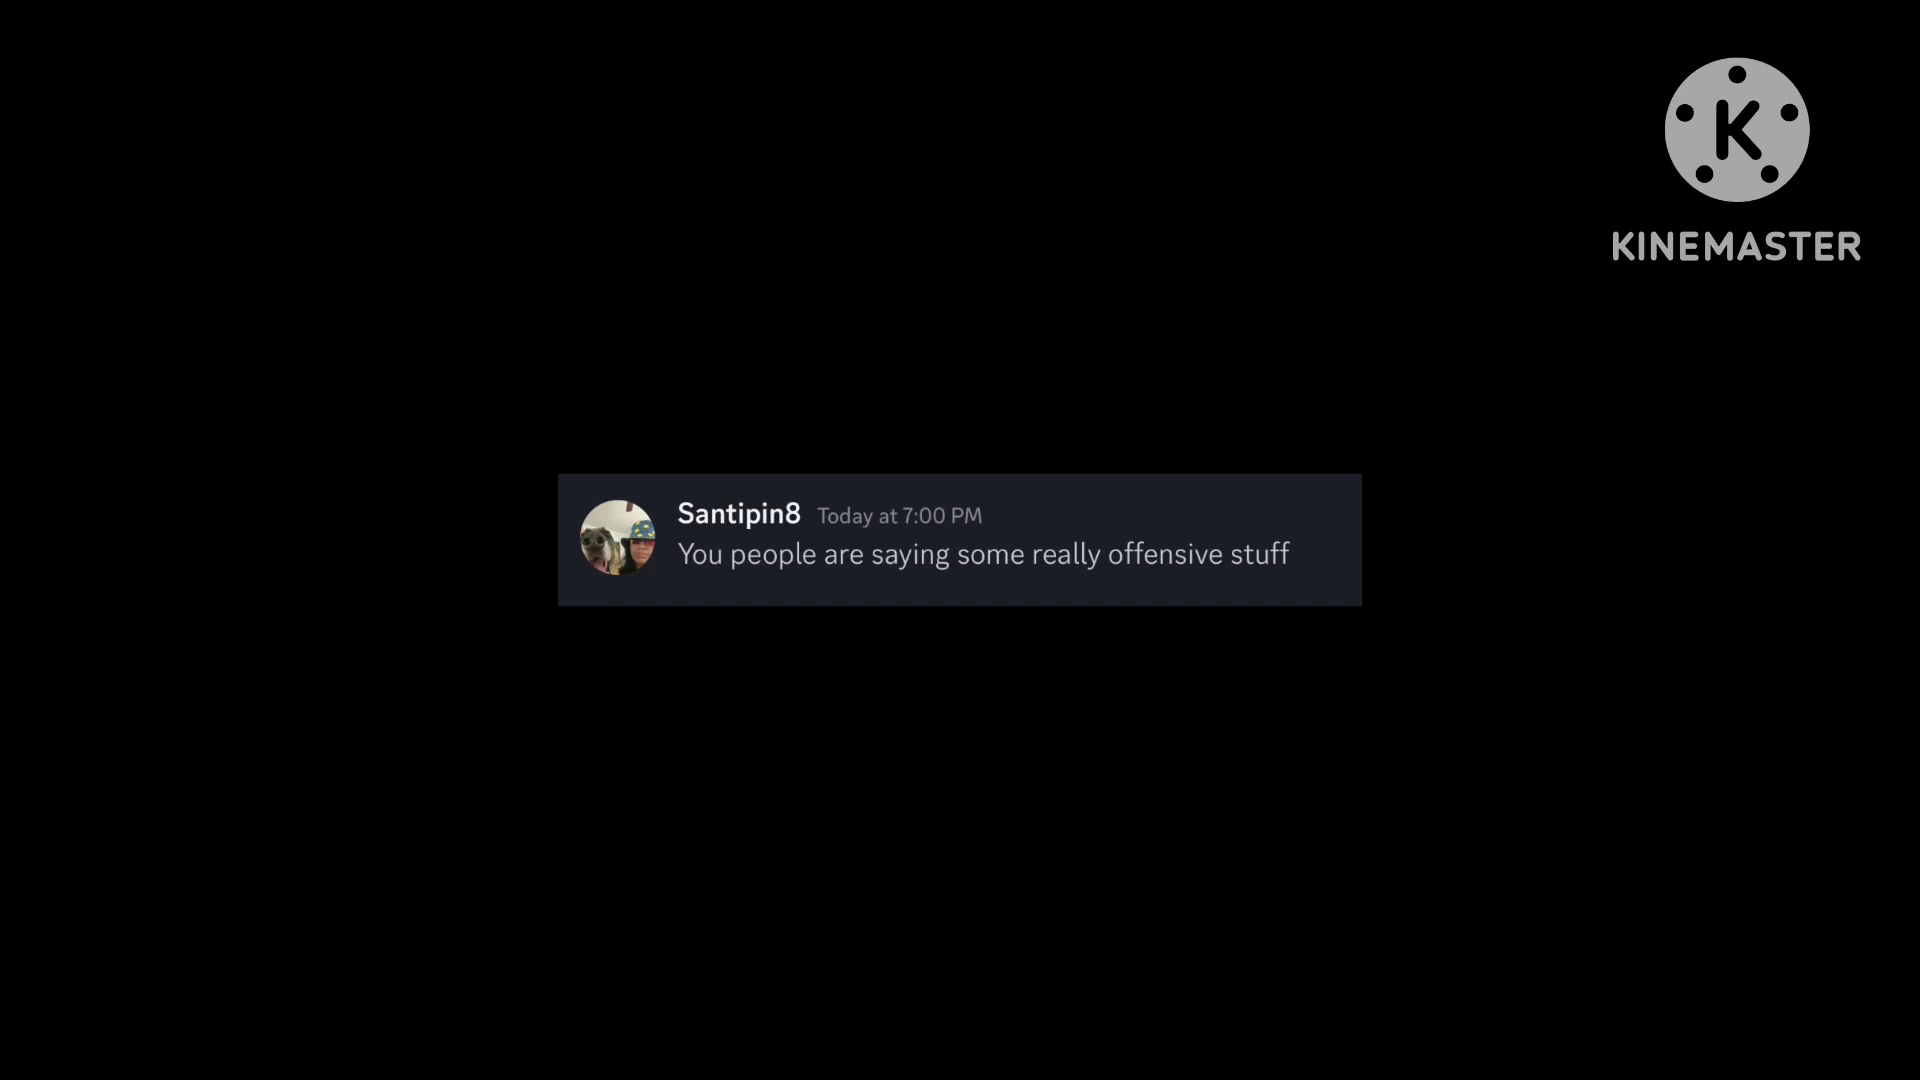 K
KINEMASTER
Santipin8 Today at 7:00 PM
You people are saying some really offensive stuff